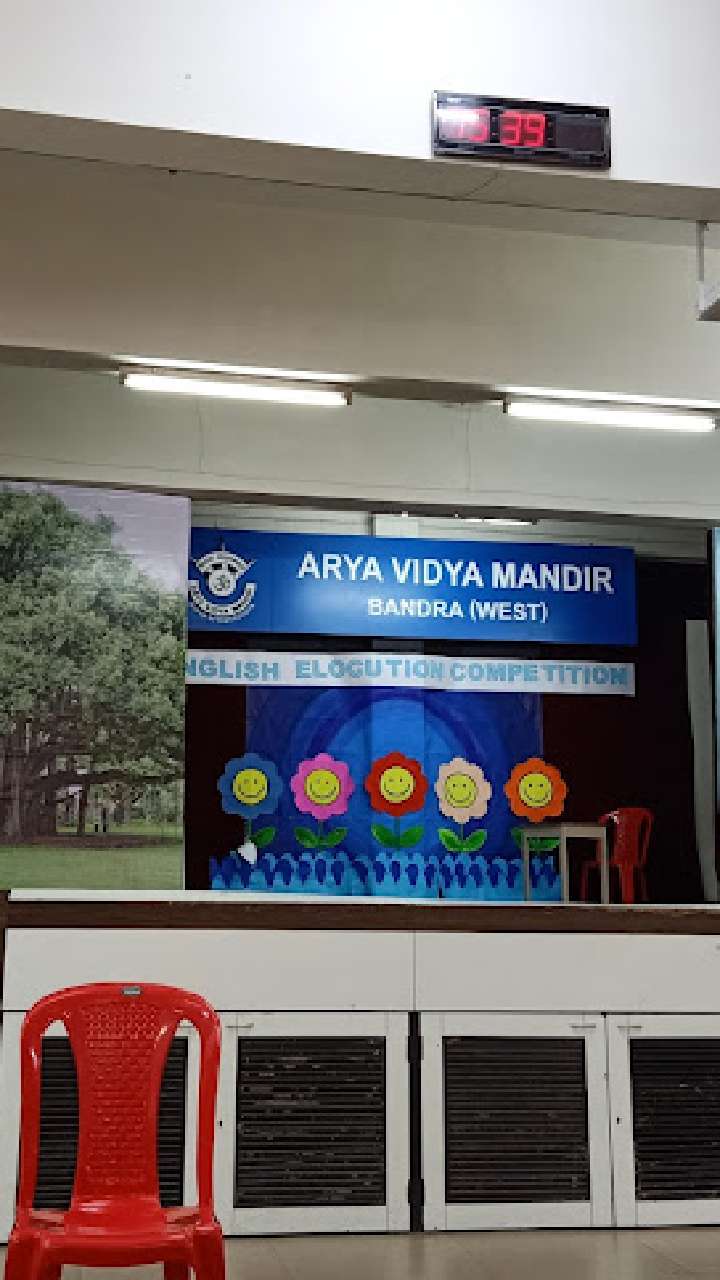 39
ARYA VIDYA MANDIR
BANDRA (WEST)
NGLISH ELOCUTION COMPETITION